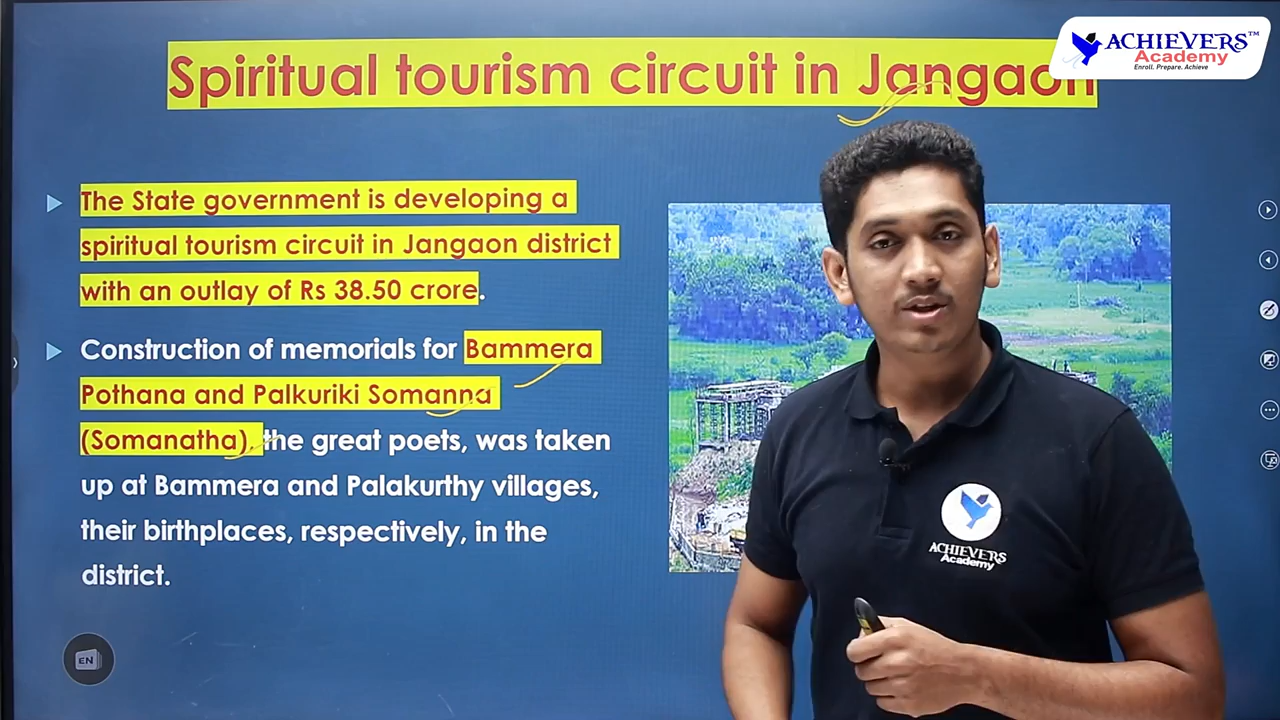 Spiritual tourism circuit in Jangaon
ACHIEVERS™
Academy
Enroll. Prepare. Achieve
The State government is developing a
spiritual tourism circuit in Jangaon district
with an outlay of Rs 38.50 crore.
Construction of memorials for Bammera
Pothana and Palkuriki Somanna
(Somanatha), the great poets, was taken
up at Bammera and Palakurthy villages,
their birthplaces, respectively, in the
district.
ACHIEVERS
Academy
EN